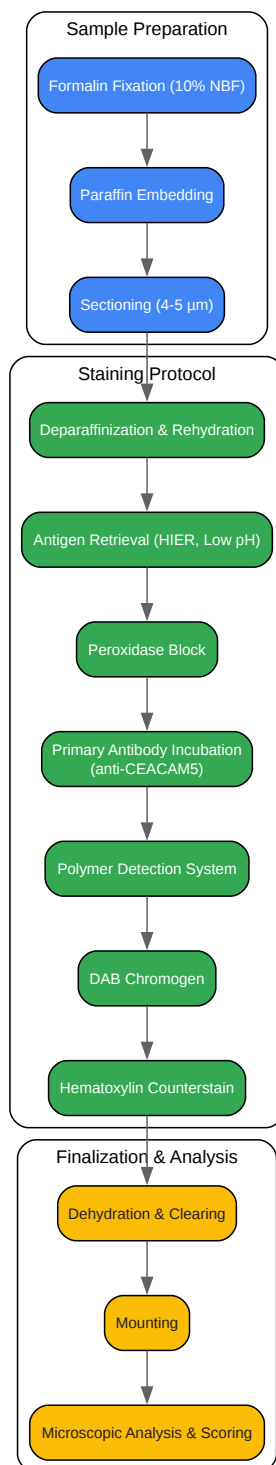 Sample Preparation
Formalin Fixation (10% NBF)
Paraffin Embedding
Sectioning (4-5 µm)
Staining Protocol
Deparaffinization & Rehydration
Antigen Retrieval (HIER, Low pH)
Peroxidase Block
Primary Antibody Incubation
(anti-CEACAM5)
Polymer Detection System
DAB Chromogen
Hematoxylin Counterstain
Finalization & Analysis
Dehydration & Clearing
Mounting
Microscopic Analysis & Scoring